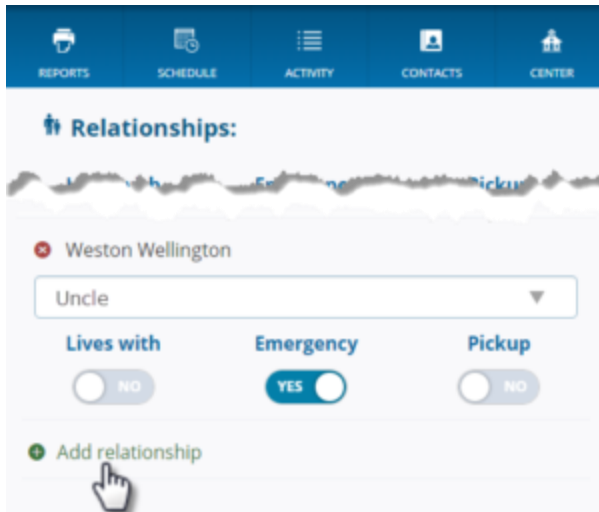 REPORTS SCHEDULE ACTIVITY CONTACTS CENTER
Relationships:
Weston Wellington
Uncle
Lives with Emergency Pickup
NO YES NO
Add relationship